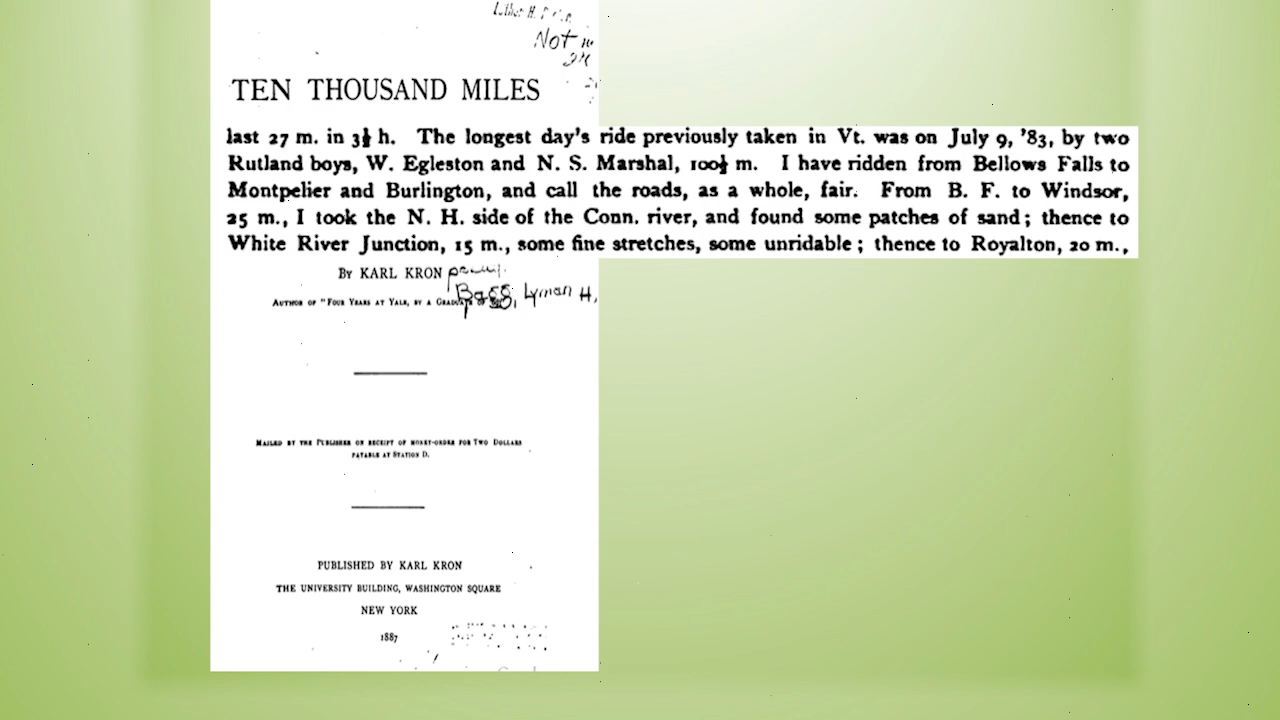 Not
TEN THOUSAND MILES
last 27 m. in 3½ h. The longest day's ride previously taken in Vt. was on July 9, '83, by two
Rutland boys, W. Egleston and N. S. Marshal, 100½ m. I have ridden from Bellows Falls to
Montpelier and Burlington, and call the roads, as a whole, fair. From B. F. to Windsor,
25 m., I took the N. H. side of the Conn. river, and found some patches of sand; thence to
White River Junction, 15 m., some fine stretches, some unridable; thence to Royalton, 20 m.,
By KARL KRON
Bagg, Lyman H.
Author of "Four Years at Yale, by a Graduate of
Mailed by the Publisher on receipt of money-order for Two Dollars
payable at Station D.
PUBLISHED BY KARL KRON
THE UNIVERSITY BUILDING, WASHINGTON SQUARE
NEW YORK
1887